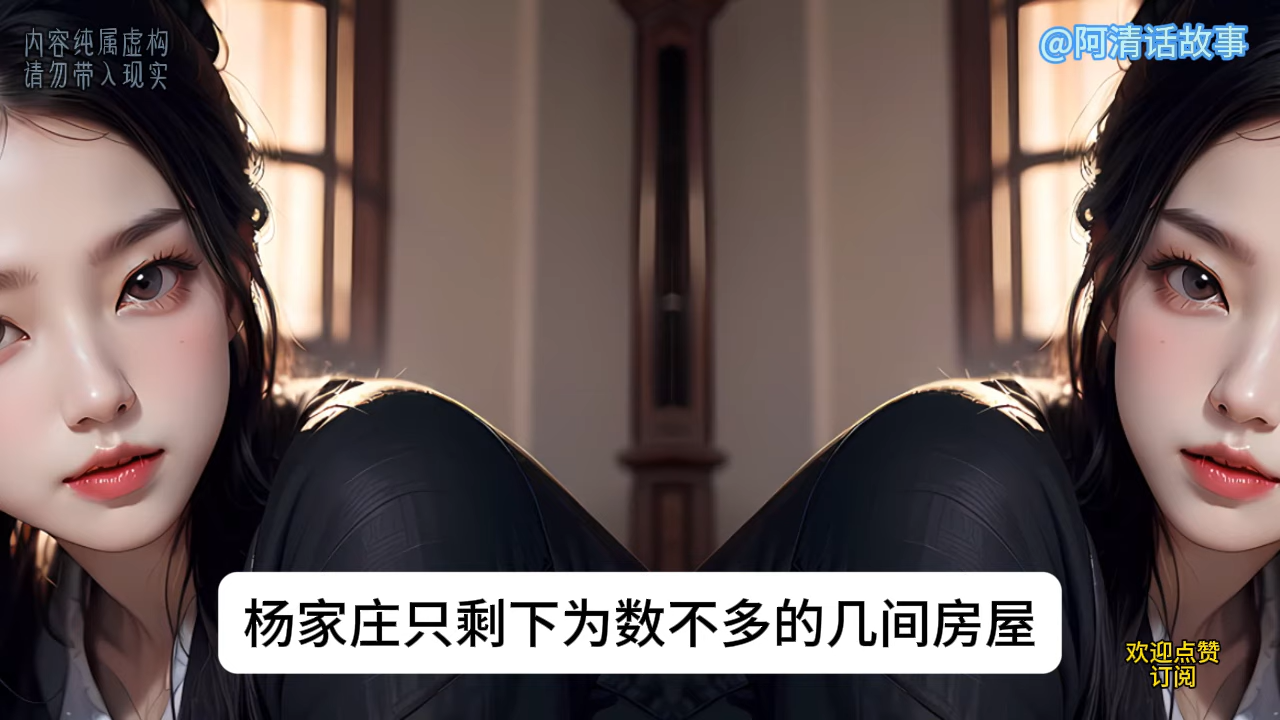 内容纯属虚构
请勿带入现实
@阿清话故事
杨家庄只剩下为数不多的几间房屋
欢迎点赞
订阅